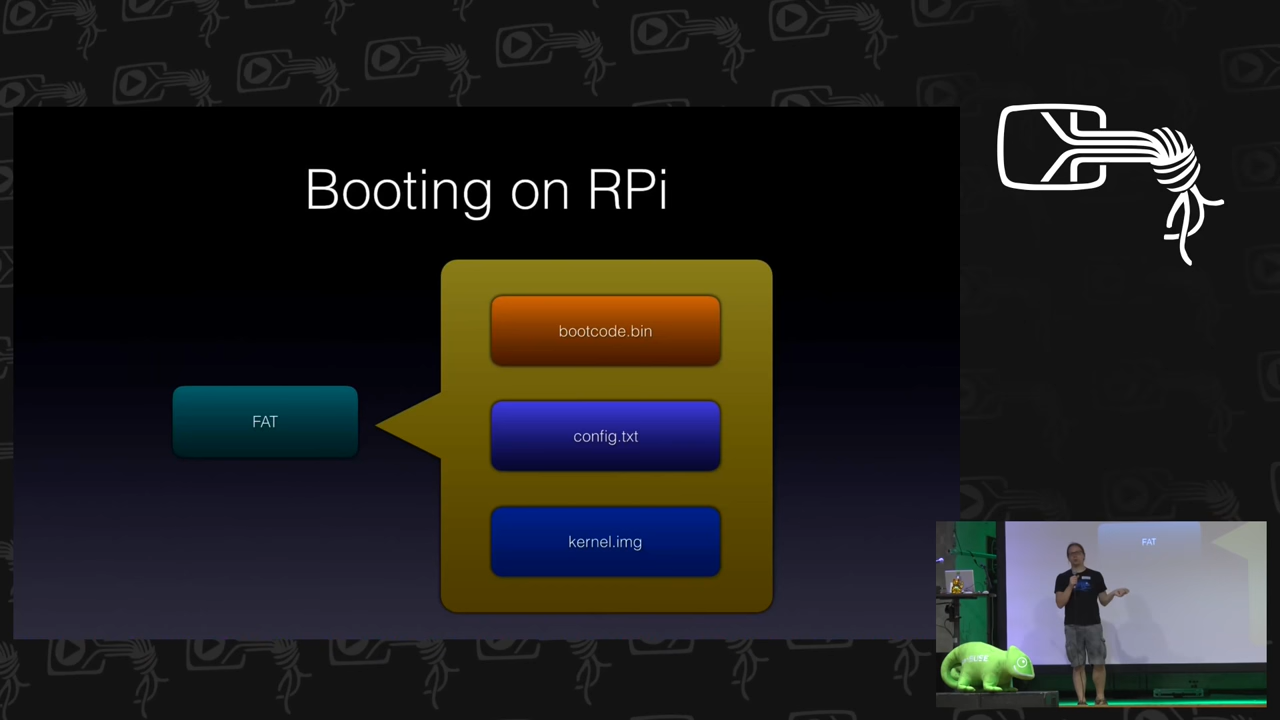 Booting on RPi
bootcode.bin
FAT
config.txt
kernel.img
FAT